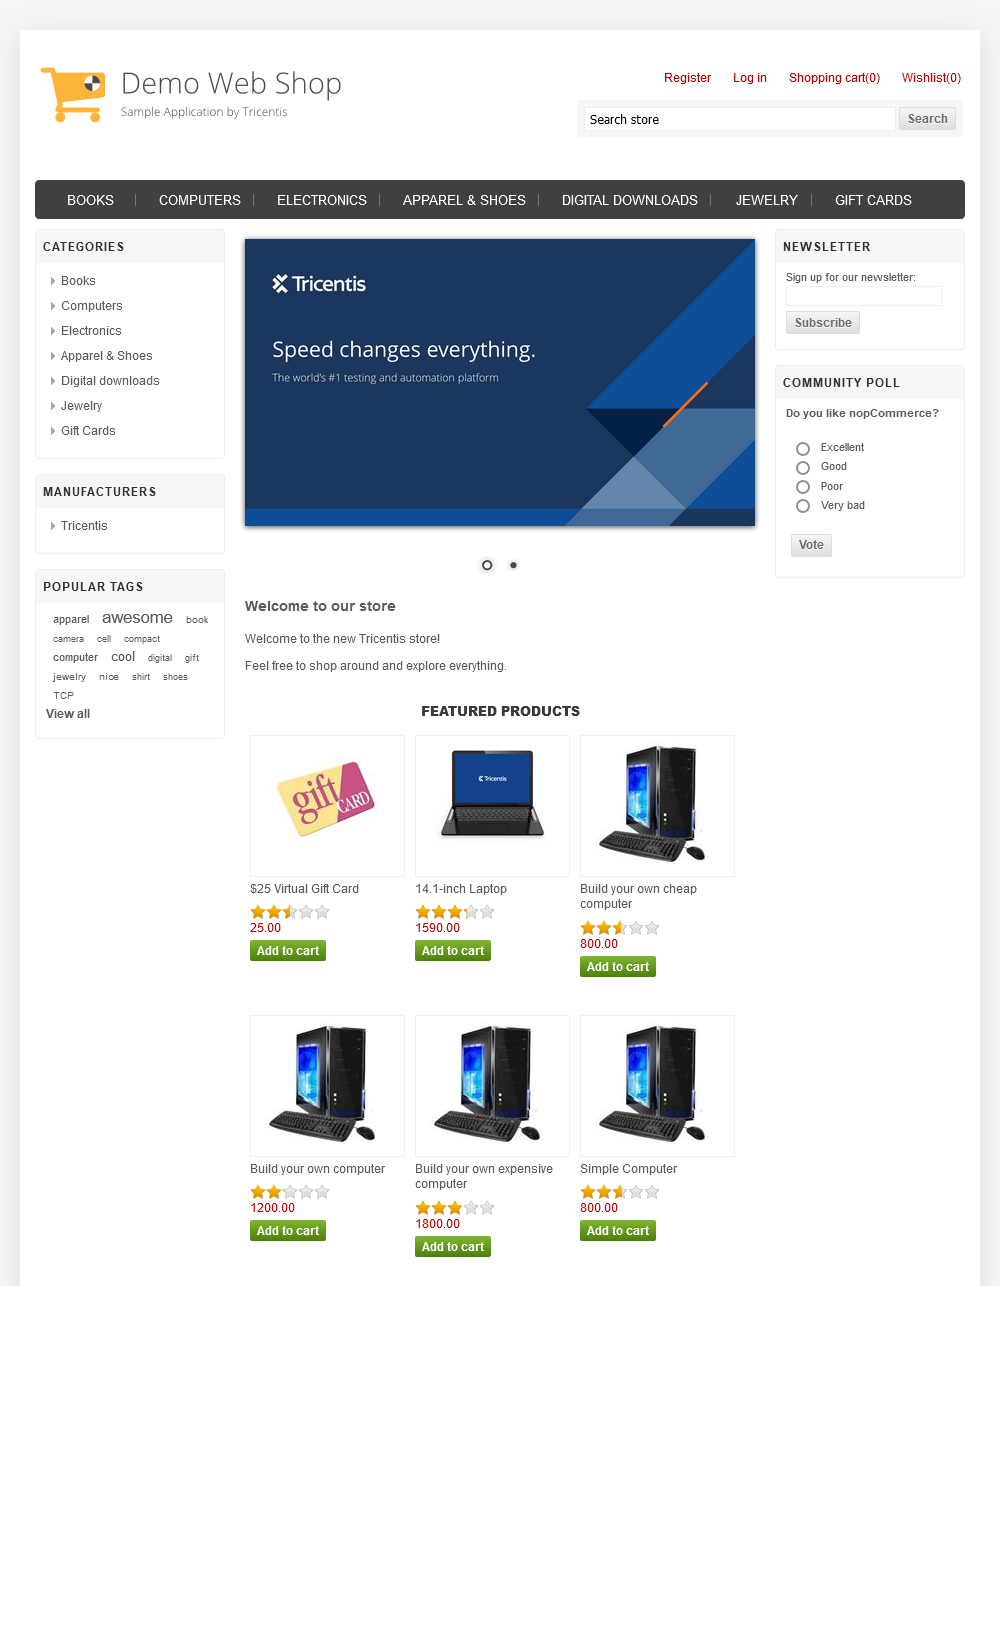 Demo Web Shop
Sample Application by Tricentis
Register Log in Shopping cart(0) Wishlist(0)
Search store Search
BOOKS COMPUTERS ELECTRONICS APPAREL & SHOES DIGITAL DOWNLOADS JEWELRY GIFT CARDS
CATEGORIES
Books
Computers
Electronics
Apparel & Shoes
Digital downloads
Jewelry
Gift Cards
MANUFACTURERS
Tricentis
POPULAR TAGS
apparel awesome book
camera cell compact
computer cool digital gift
jewelry nice shirt shoes
TCP
View all
Tricentis
Speed changes everything.
The world's #1 testing and automation platform
Welcome to our store
Welcome to the new Tricentis store!
Feel free to shop around and explore everything.
FEATURED PRODUCTS
gift
CARD
Tricentis
$25 Virtual Gift Card
25.00
Add to cart
14.1-inch Laptop
1590.00
Add to cart
Build your own cheap
computer
800.00
Add to cart
Build your own computer
1200.00
Add to cart
Build your own expensive
computer
1800.00
Add to cart
Simple Computer
800.00
Add to cart
NEWSLETTER
Sign up for our newsletter:
Subscribe
COMMUNITY POLL
Do you like nopCommerce?
Excellent
Good
Poor
Very bad
Vote